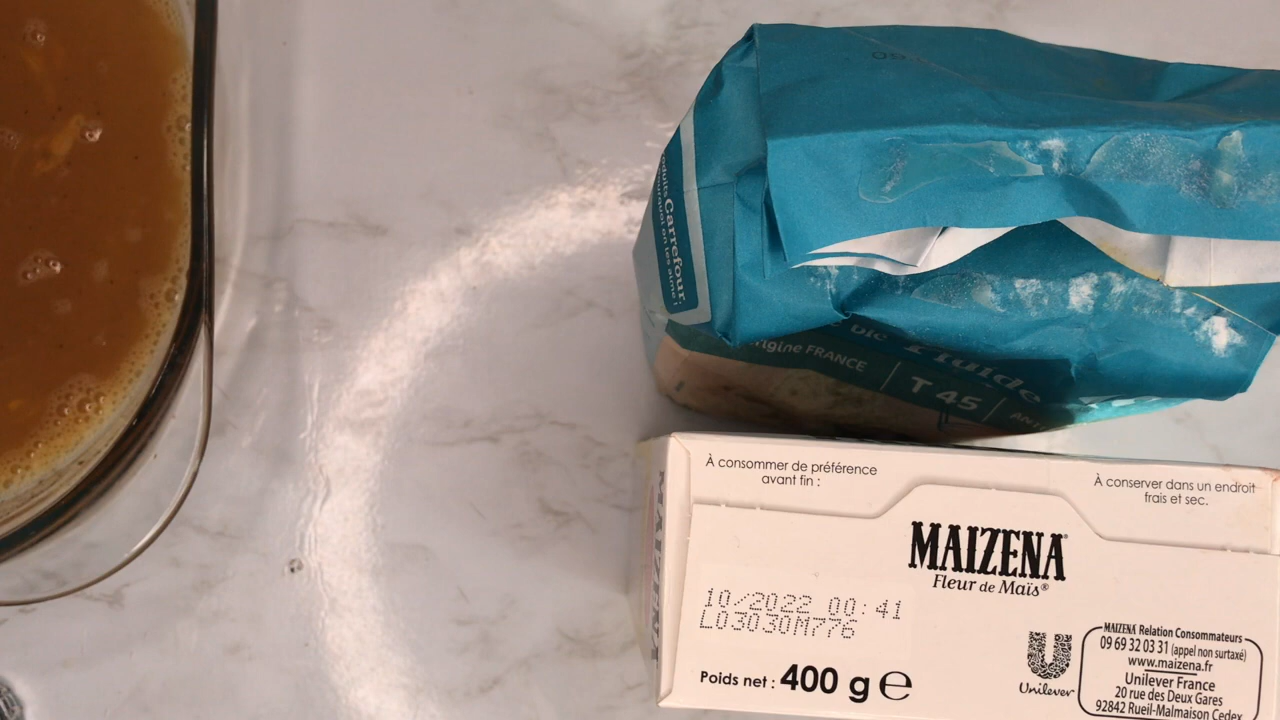 Produits Carrefour.
origine FRANCE
T 45
Fluide
À consommer de préférence
avant fin :
À conserver dans un endroit
frais et sec.
MAIZENA®
Fleur de Maïs®
10/2022 00:41
L03030M776
Poids net : 400 g e
Unilever
MAIZENA Relation Consommateurs
09 69 32 03 31 (appel non surtaxé)
www.maizena.fr
Unilever France
20 rue des Deux Gares
92842 Rueil-Malmaison Cedex
MAIZENA